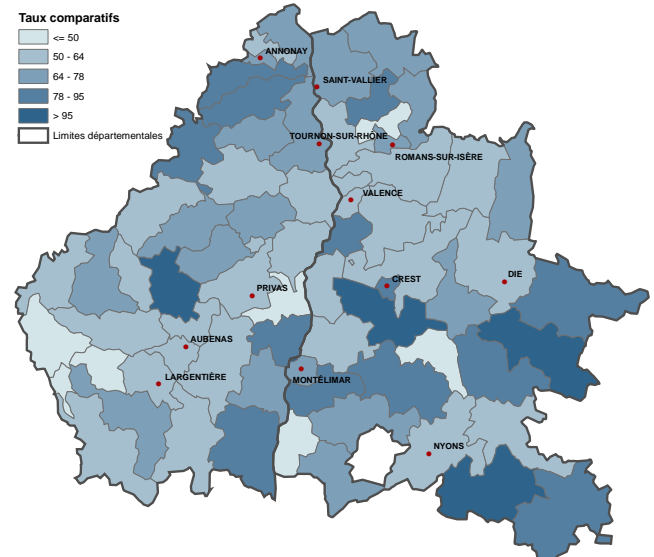 Taux comparatifs
<= 50
50 - 64
64 - 78
78 - 95
> 95
Limites départementales
ANNONAY
SAINT-VALLIER
TOURNON-SUR-RHÔNE
ROMANS-SUR-ISÈRE
VALENCE
CREST
DIE
PRIVAS
AUBENAS
LARGENTIÈRE
MONTÉLIMAR
NYONS